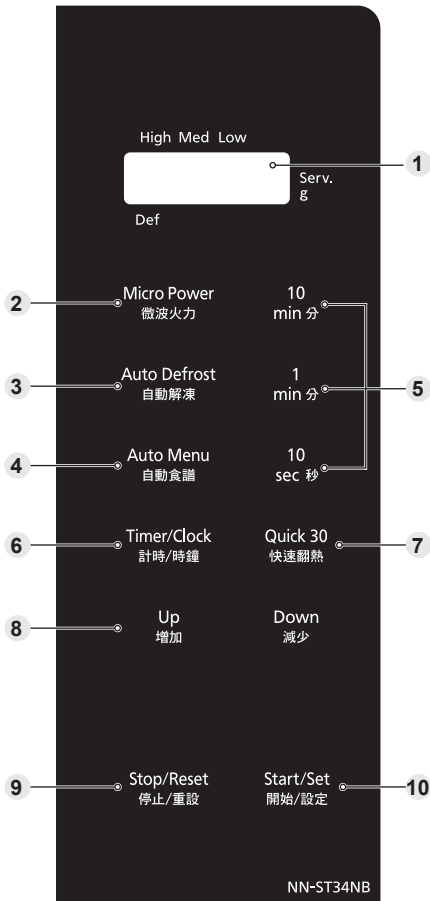 High Med Low
1
Serv.
g
Def
2
Micro Power
微波火力
10
min 分
3
Auto Defrost
自動解凍
1
min 分
5
4
Auto Menu
自動食譜
10
sec 秒
6
Timer/Clock
計時/時鐘
Quick 30
快速翻熱
7
8
Up
增加
Down
減少
9
Stop/Reset
停止/重設
Start/Set
開始/設定
10
NN-ST34NB